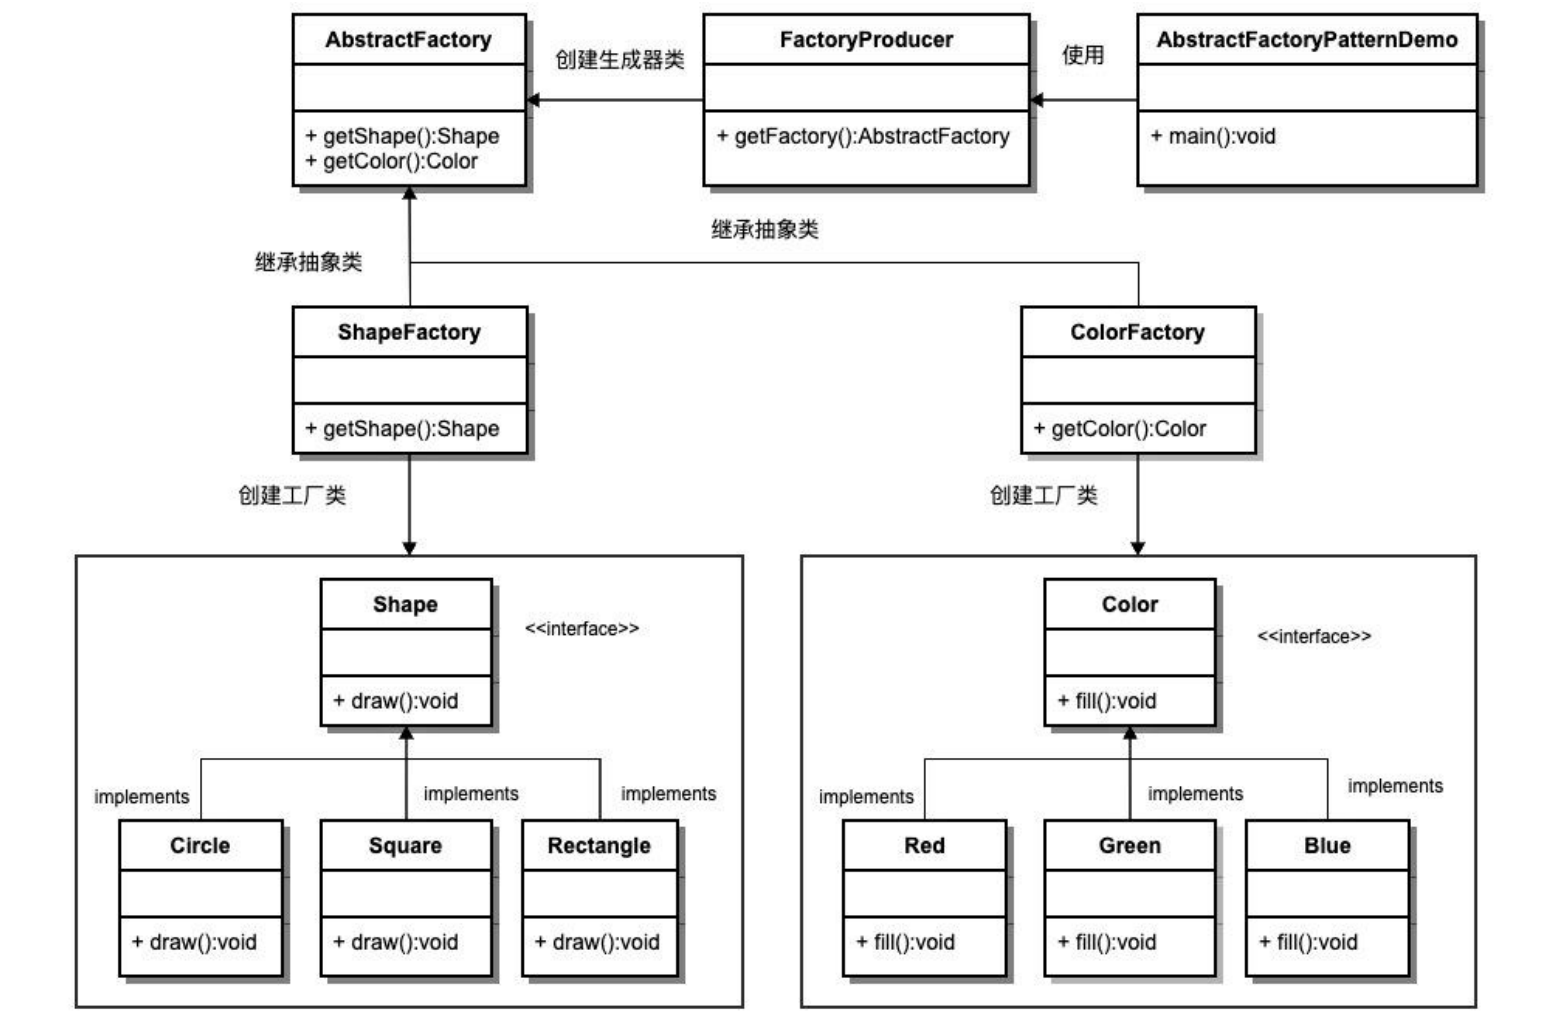 AbstractFactory
+ getShape():Shape
+ getColor():Color
创建生成器类
FactoryProducer
+ getFactory():AbstractFactory
使用
AbstractFactoryPatternDemo
+ main():void
继承抽象类
继承抽象类
ShapeFactory
+ getShape():Shape
ColorFactory
+ getColor():Color
创建工厂类
创建工厂类
Shape
<<interface>>
+ draw():void
implements
implements
implements
Circle
+ draw():void
Square
+ draw():void
Rectangle
+ draw():void
Color
<<interface>>
+ fill():void
implements
implements
implements
Red
+ fill():void
Green
+ fill():void
Blue
+ fill():void